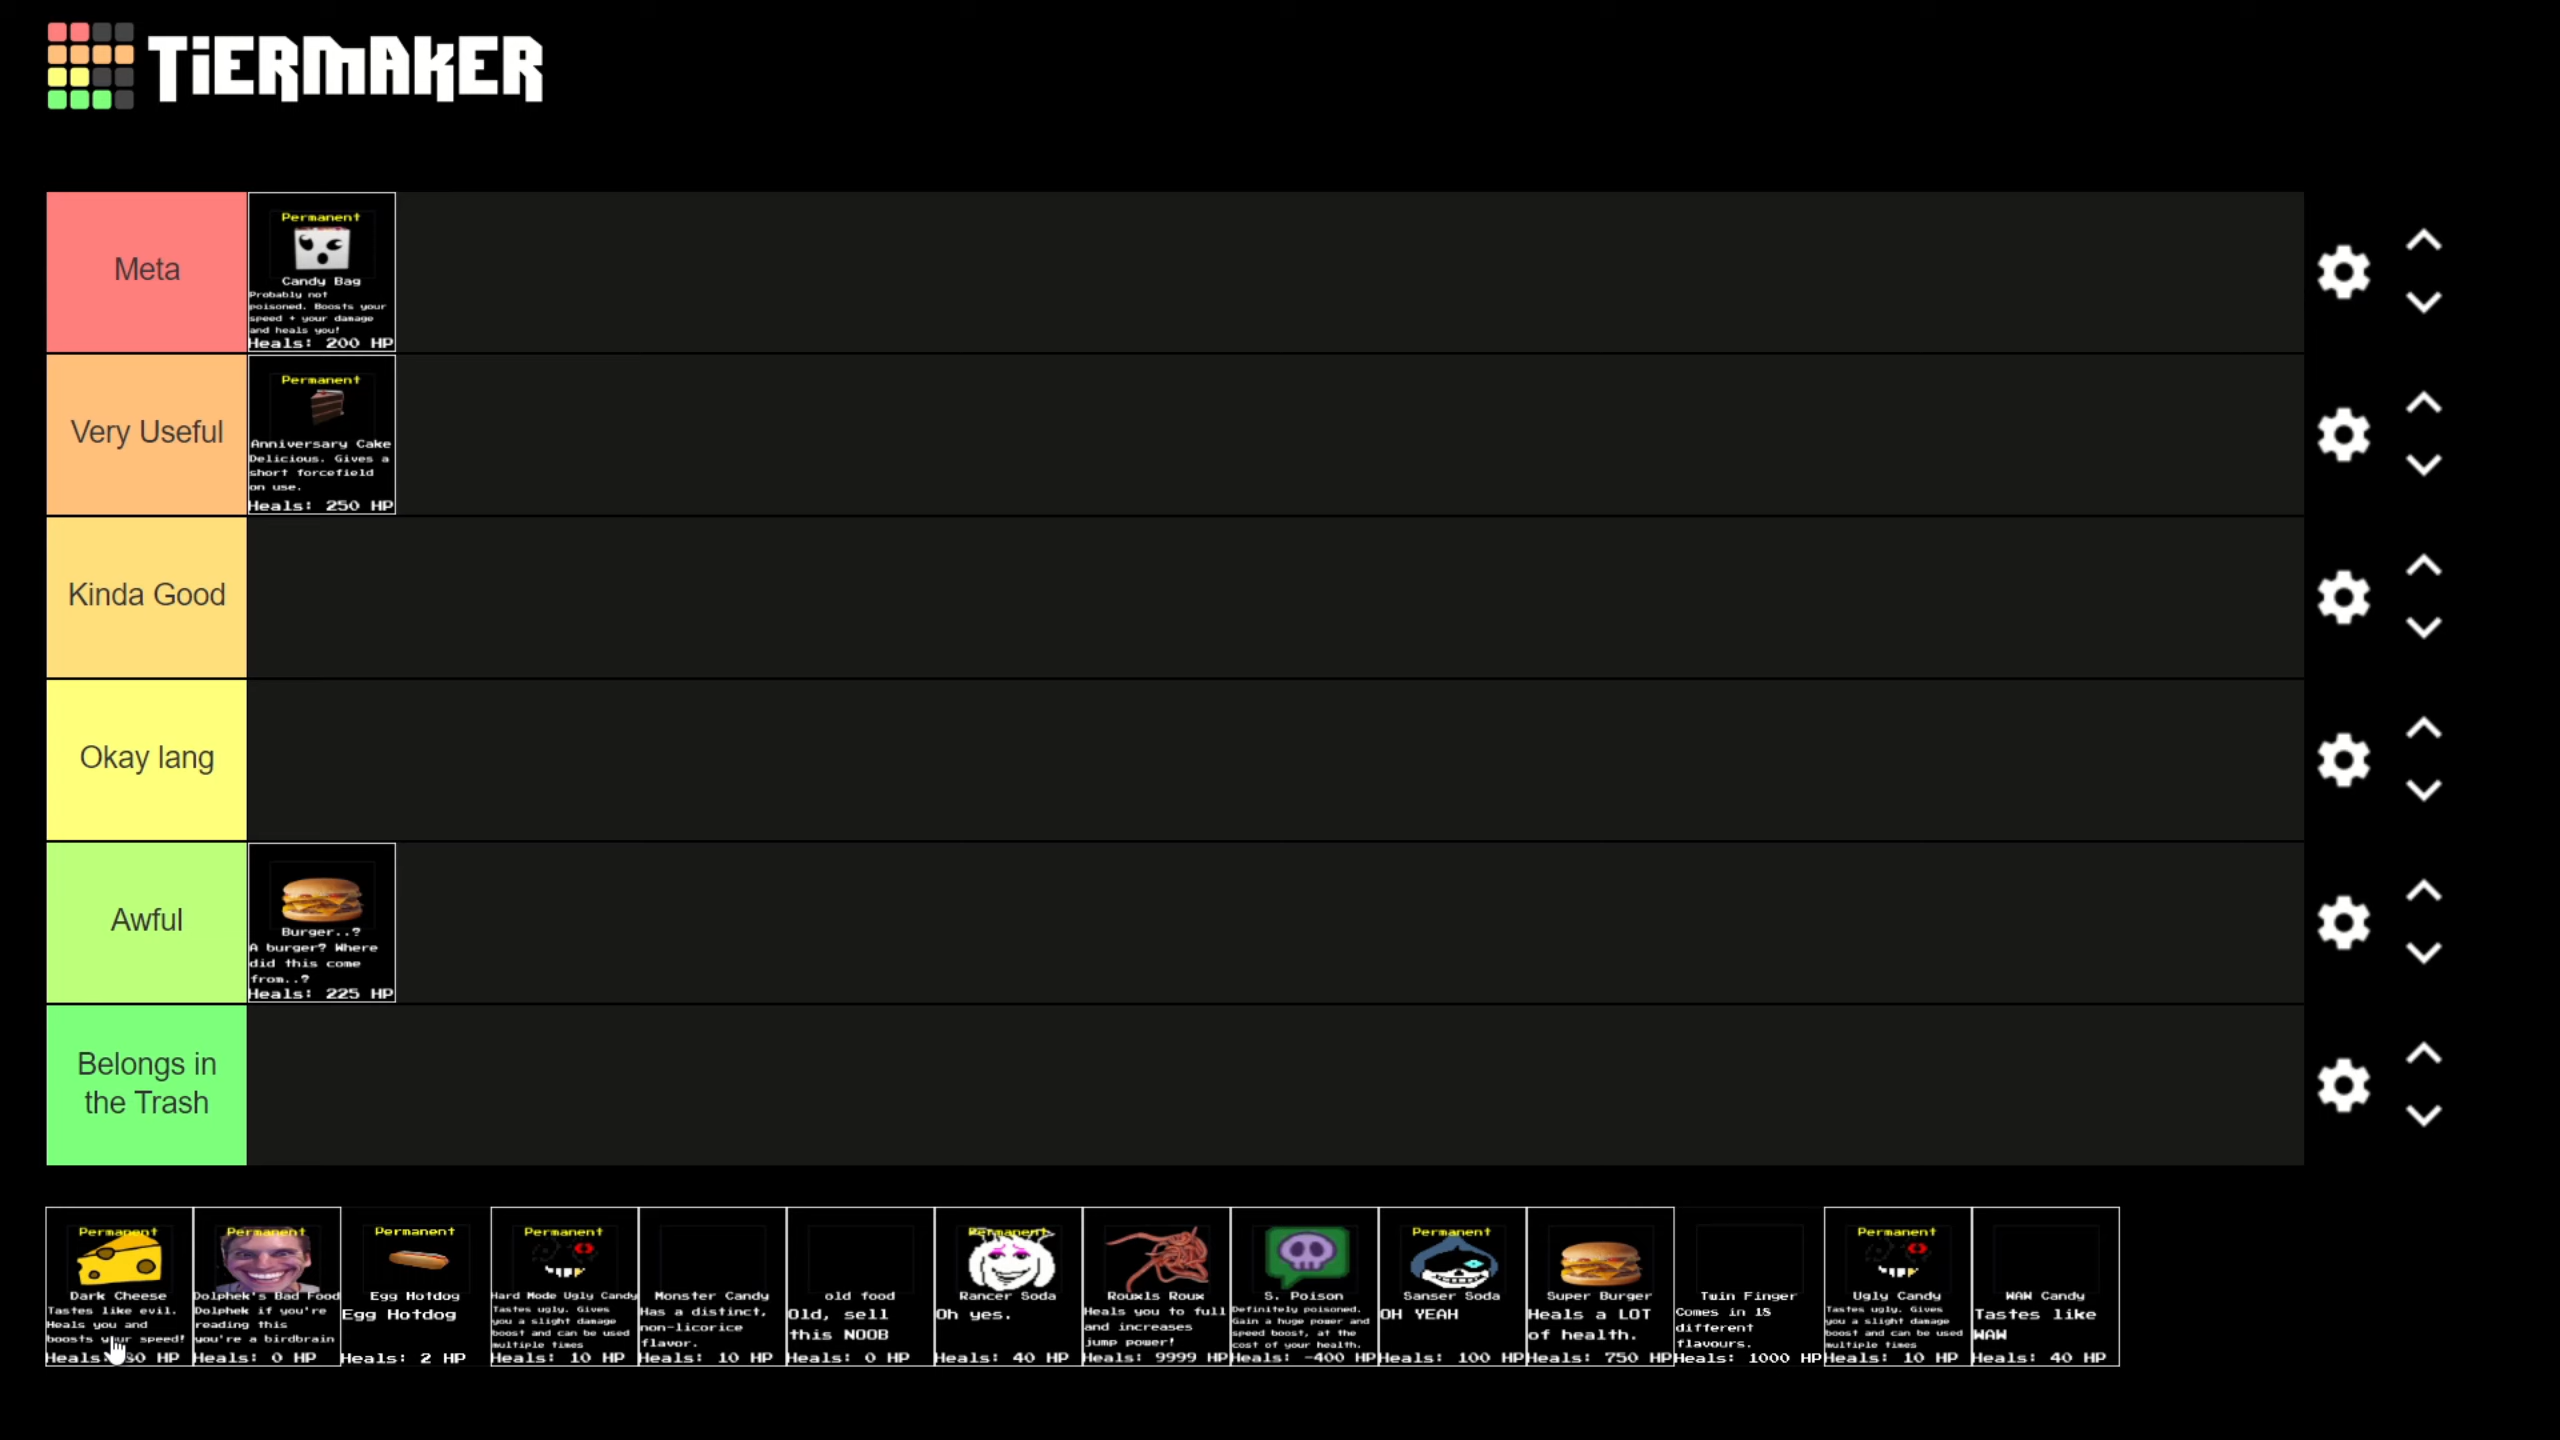 TiERMAKER
Meta
Permanent
Candy Bag
Probably not
poisoned. Boosts your
speed + your damage
and heals you!
Heals: 200 HP
Very Useful
Permanent
Anniversary Cake
Delicious. Gives a
short forcefield
on use.
Heals: 250 HP
Kinda Good
Okay lang
Awful
Burger..?
A burger? Where
did this come
from..?
Heals: 225 HP
Belongs in
the Trash
Permanent
Dark Cheese
Tastes like evil.
Heals you and
boosts your speed!
Heals: HP
Permanent
Dolphek's Bad Food
Dolphek if you're
reading this
you're a birdbrain
Heals: 0 HP
Permanent
Egg Hotdog
Egg Hotdog
Heals: 2 HP
Permanent
Hard Mode Ugly Candy
Tastes ugly. Gives
you a slight damage
boost and can be used
multiple times
Heals: 10 HP
Monster Candy
Has a distinct,
non-licorice
flavor.
Heals: 10 HP
old food
Old, sell
this NOOB
Heals: 0 HP
Permanent
Rancer Soda
Oh yes.
Heals: 40 HP
Rouxls Roux
Heals you to full
and increases
jump power!
Heals: 9999 HP
S. Poison
Definitely poisoned.
Gain a huge power and
speed boost, at the
cost of your health.
Heals: -400 HP
Permanent
Sanser Soda
OH YEAH
Heals: 100 HP
Super Burger
Heals a LOT
of health.
Heals: 750 HP
Twin Finger
Comes in 18
different
flavours.
Heals: 1000 HP
Permanent
Ugly Candy
Tastes ugly. Gives
you a slight damage
boost and can be used
multiple times
Heals: 10 HP
WAW Candy
Tastes like
WAW
Heals: 40 HP